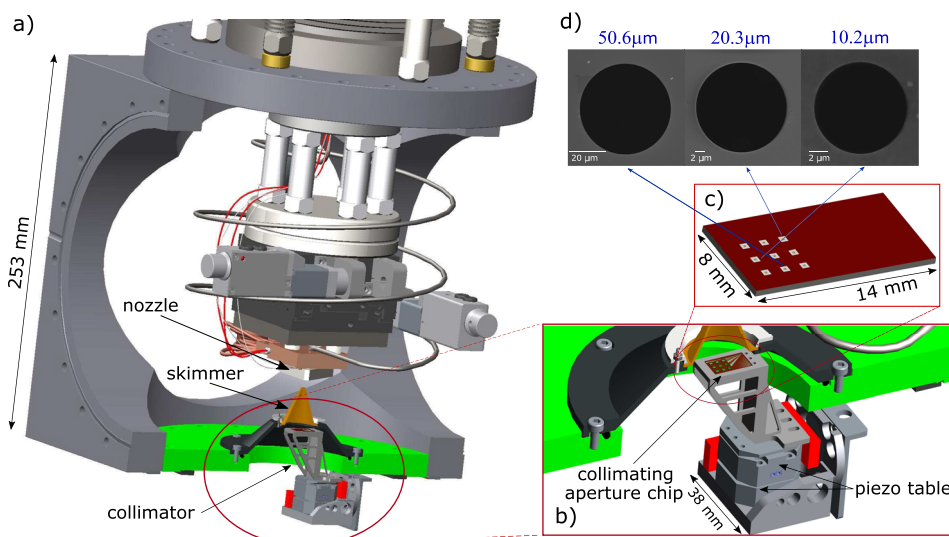 a)
253 mm
nozzle
skimmer
collimator
d)
50.6μm
20.3μm
10.2μm
20 μm
2 μm
2 μm
c)
8 mm
14 mm
collimating
aperture chip
piezo table
38 mm
b)